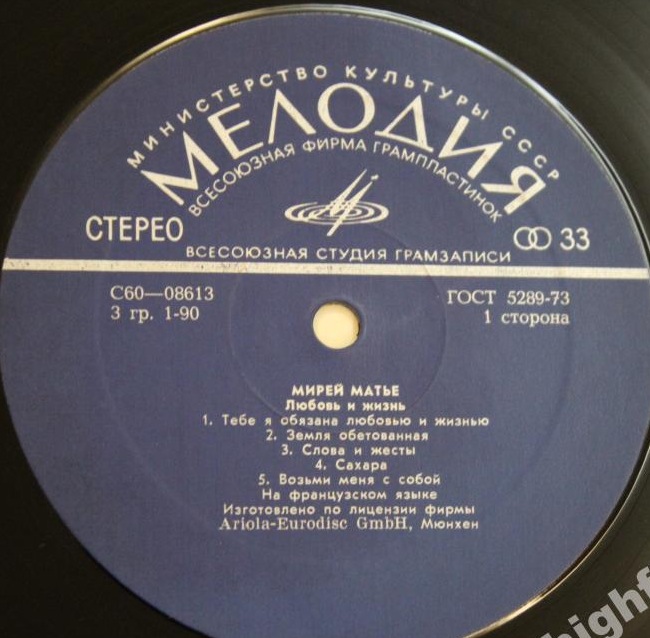 МИНИСТЕРСТВО КУЛЬТУРЫ СССР
МЕЛОДИЯ
ВСЕСОЮЗНАЯ ФИРМА ГРАМПЛАСТИНОК
СТЕРЕО
33
ВСЕСОЮЗНАЯ СТУДИЯ ГРАМЗАПИСИ
С60—08613
ГОСТ 5289-73
3 гр. 1-90
1 сторона
МИРЕЙ МАТЬЕ
Любовь и жизнь
1. Тебе я обязана любовью и жизнью
2. Земля обетованная
3. Слова и жесты
4. Сахара
5. Возьми меня с собой
На французском языке
Изготовлено по лицензии фирмы
Ariola-Eurodisc GmbH, Мюнхен